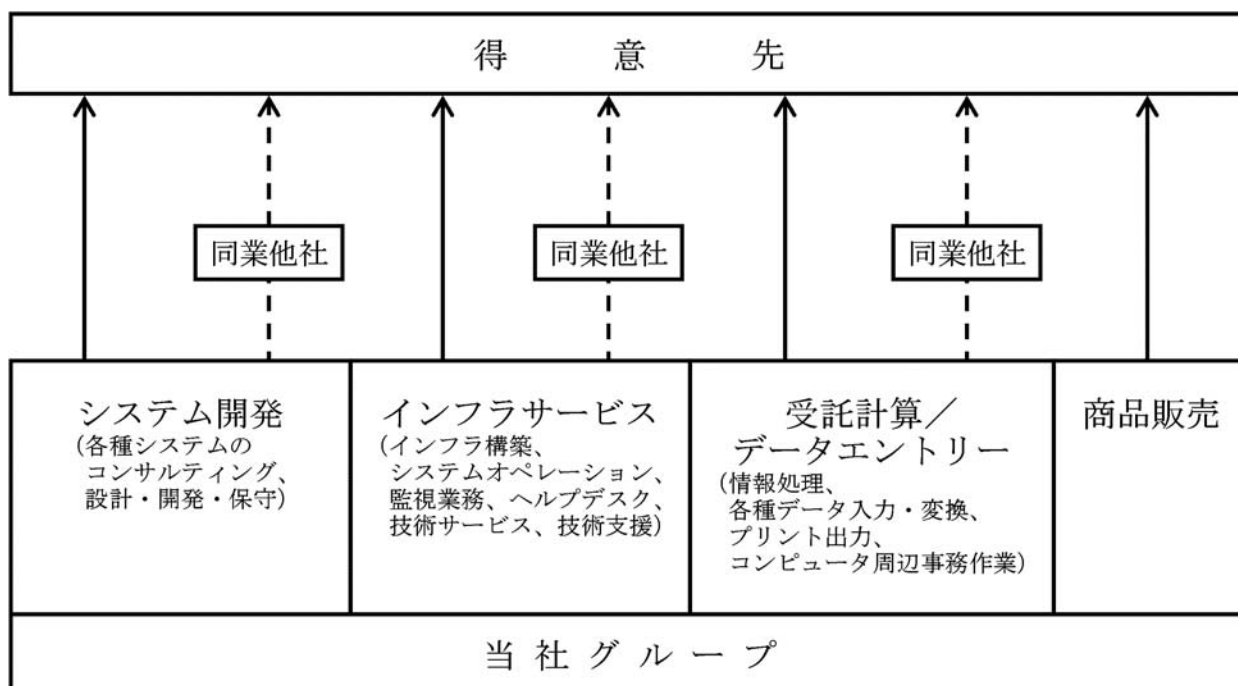 得意先
同業他社
同業他社
同業他社
システム開発
(各種システムの
コンサルティング、
設計・開発・保守)
インフラサービス
(インフラ構築、
システムオペレーション、
監視業務、ヘルプデスク、
技術サービス、技術支援)
受託計算／
データエントリー
(情報処理、
各種データ入力・変換、
プリント出力、
コンピュータ周辺事務作業)
商品販売
当社グループ